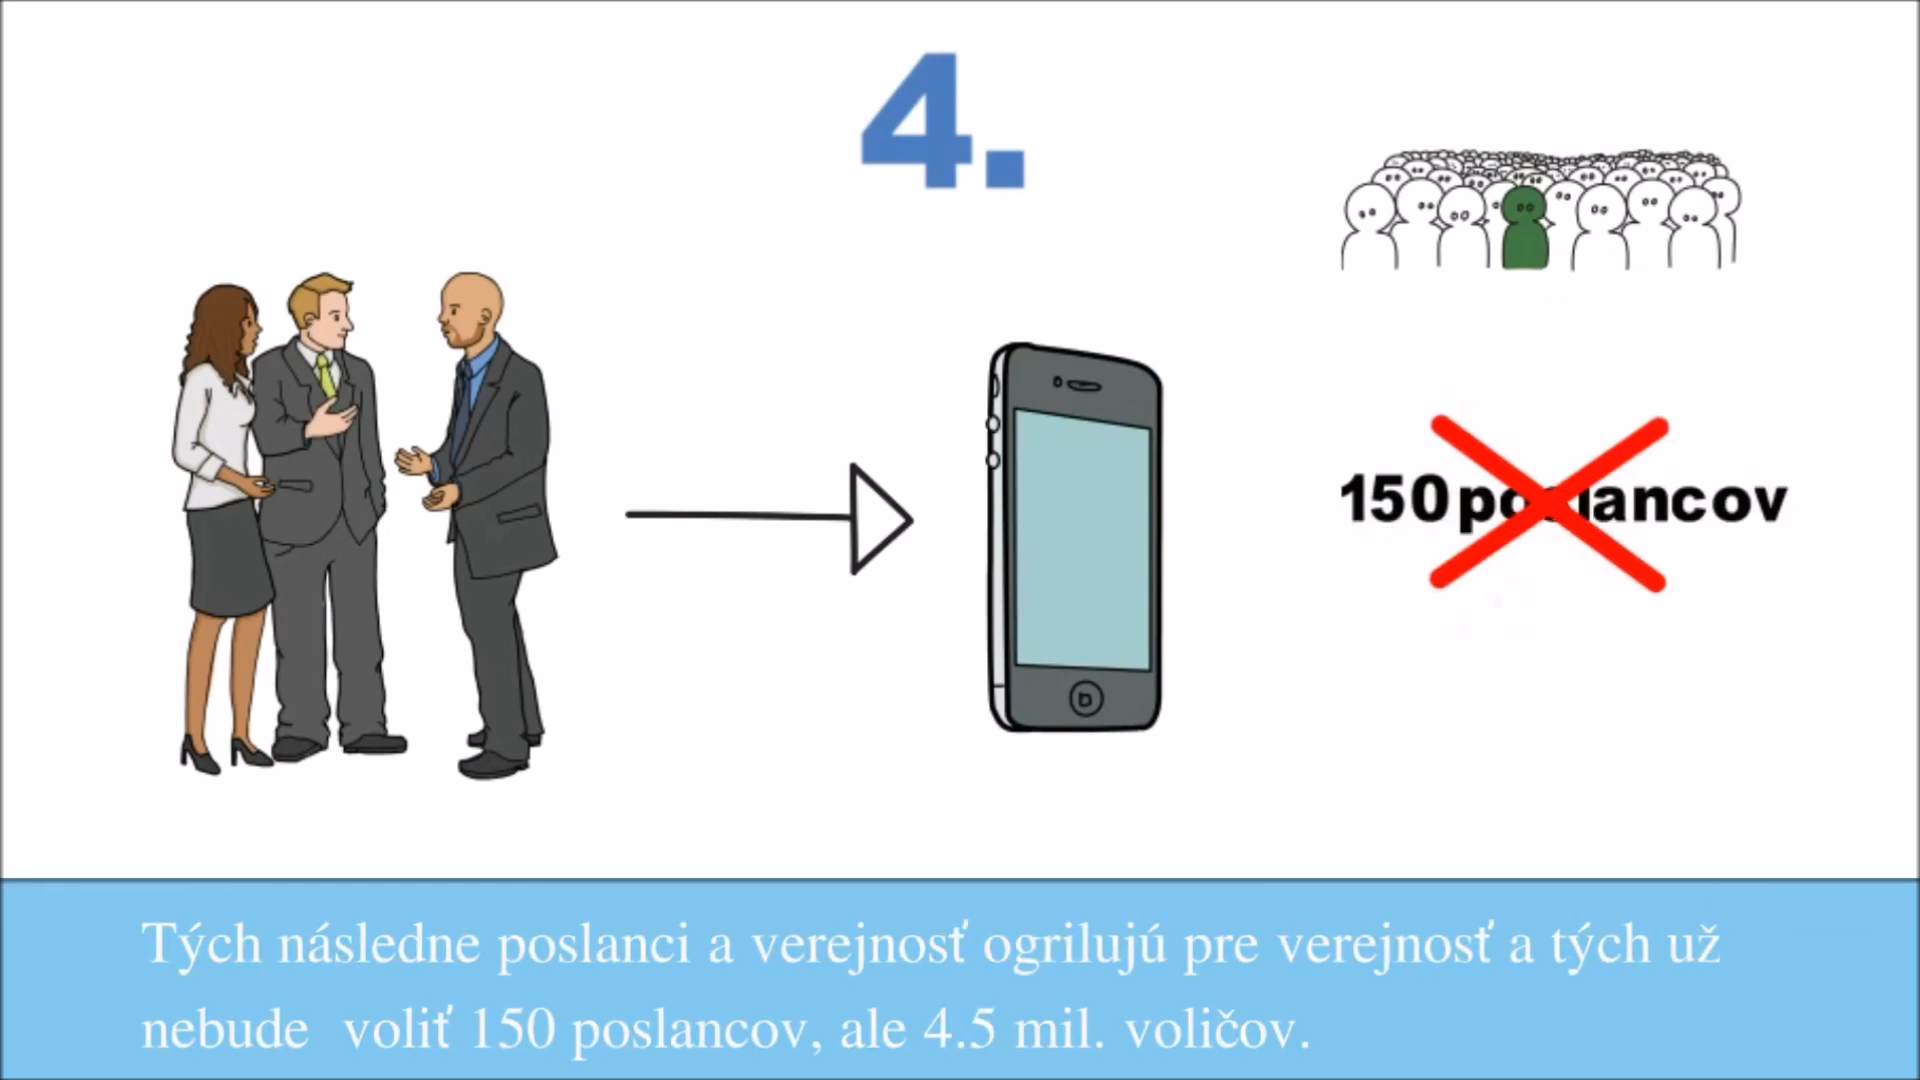 4.
150 poslancov
Tých následne poslanci a verejnosť ogrilujú pre verejnosť a tých už
nebude voliť 150 poslancov, ale 4.5 mil. voličov.